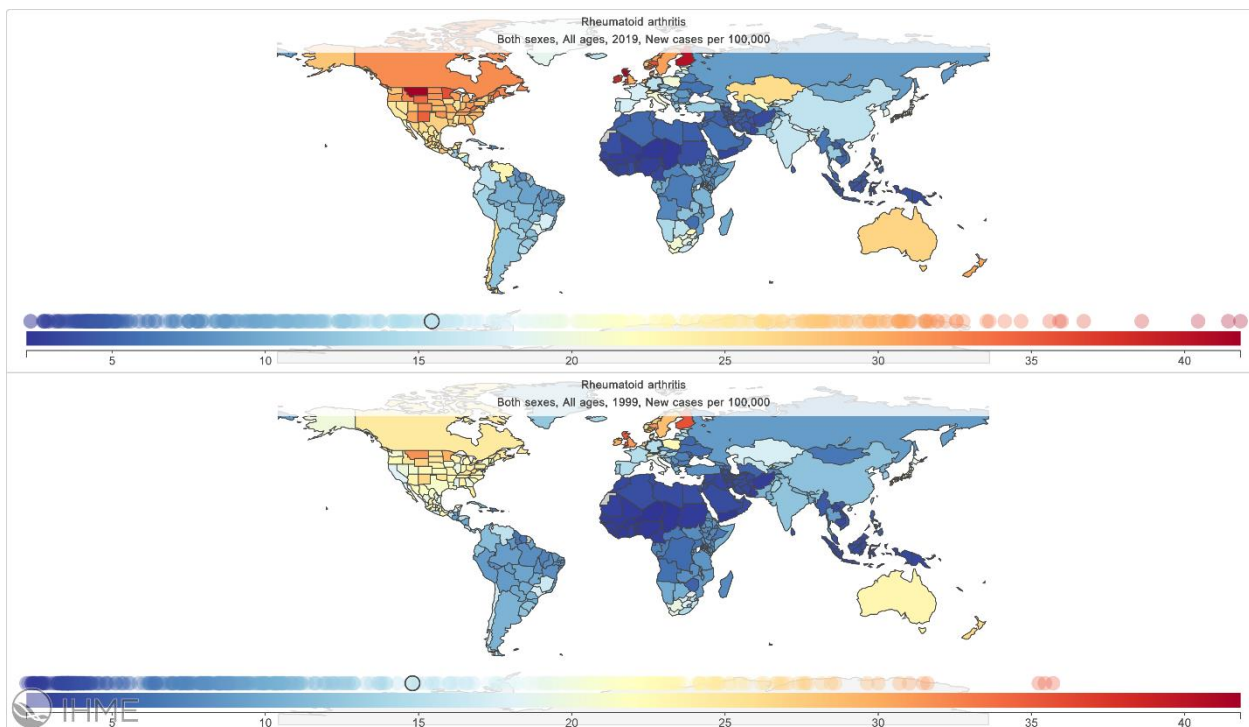 Rheumatoid arthritis
Both sexes, All ages, 2019, New cases per 100,000
5 10 15 20 25 30 35 40
Rheumatoid arthritis
Both sexes, All ages, 1999, New cases per 100,000
IHME
5 10 15 20 25 30 35 40